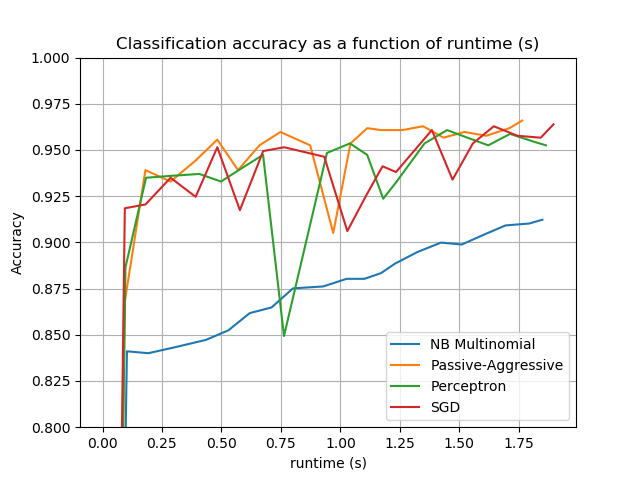 Classification accuracy as a function of runtime (s)
1.000
0.975
0.950
0.925
0.900
0.875
0.850
0.825
0.800
Accuracy
NB Multinomial
Passive-Aggressive
Perceptron
SGD
0.00 0.25 0.50 0.75 1.00 1.25 1.50 1.75
runtime (s)